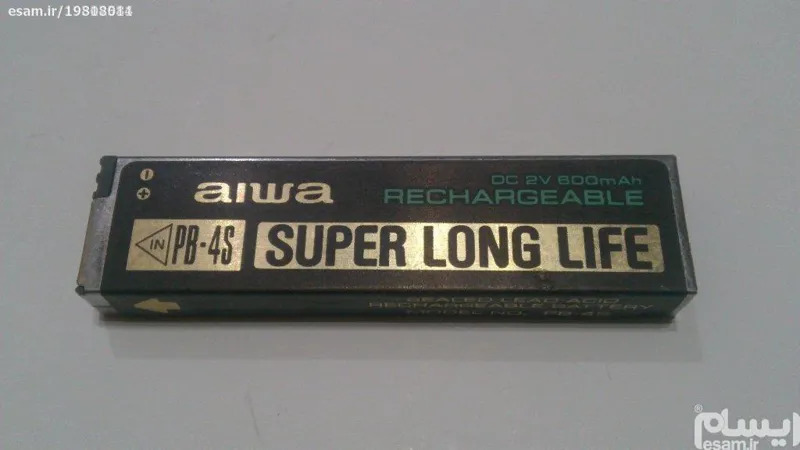 esam.ir/
aiwa
DC 2V 600mAh
RECHARGEABLE
IN
PB-4S
SUPER LONG LIFE
SEALED LEAD-ACID
RECHARGEABLE BATTERY
MODEL NO. PB-4S
ایسام
esam.ir